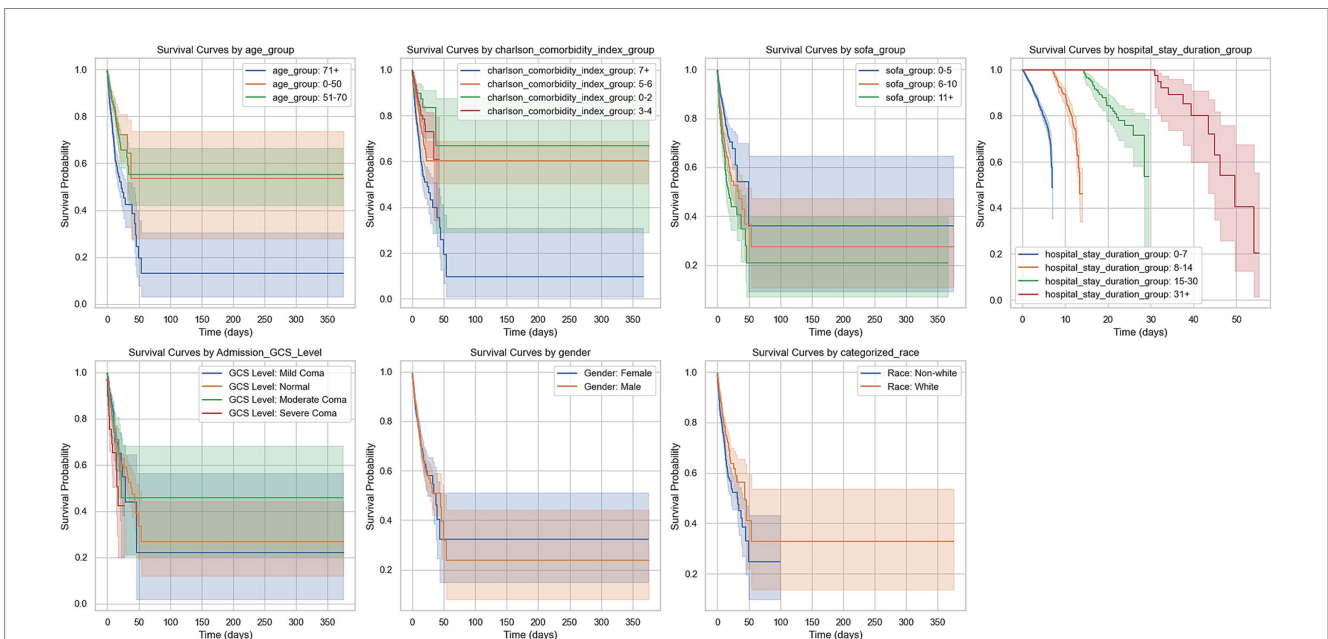 Survival Curves by age_group
1.0
0.8
0.6
0.4
0.2
0.0
Survival Probability
age_group: 71+
age_group: 0-50
age_group: 51-70
0 50 100 150 200 250 300 350
Time (days)
Survival Curves by charlson_comorbidity_index_group
1.0
0.8
0.6
0.4
0.2
0.0
Survival Probability
charlson_comorbidity_index_group: 7+
charlson_comorbidity_index_group: 5-6
charlson_comorbidity_index_group: 0-2
charlson_comorbidity_index_group: 3-4
0 50 100 150 200 250 300 350
Time (days)
Survival Curves by sofa_group
1.0
0.8
0.6
0.4
0.2
Survival Probability
sofa_group: 0-5
sofa_group: 6-10
sofa_group: 11+
0 50 100 150 200 250 300 350
Time (days)
Survival Curves by hospital_stay_duration_group
1.0
0.8
0.6
0.4
0.2
0.0
Survival Probability
hospital_stay_duration_group: 0-7
hospital_stay_duration_group: 8-14
hospital_stay_duration_group: 15-30
hospital_stay_duration_group: 31+
0 10 20 30 40 50
Time (days)
Survival Curves by Admission_GCS_Level
1.0
0.8
0.6
0.4
0.2
0.0
Survival Probability
GCS Level: Mild Coma
GCS Level: Normal
GCS Level: Moderate Coma
GCS Level: Severe Coma
0 50 100 150 200 250 300 350
Time (days)
Survival Curves by gender
1.0
0.8
0.6
0.4
0.2
Survival Probability
Gender: Female
Gender: Male
0 50 100 150 200 250 300 350
Time (days)
Survival Curves by categorized_race
1.0
0.8
0.6
0.4
0.2
Survival Probability
Race: Non-white
Race: White
0 50 100 150 200 250 300 350
Time (days)